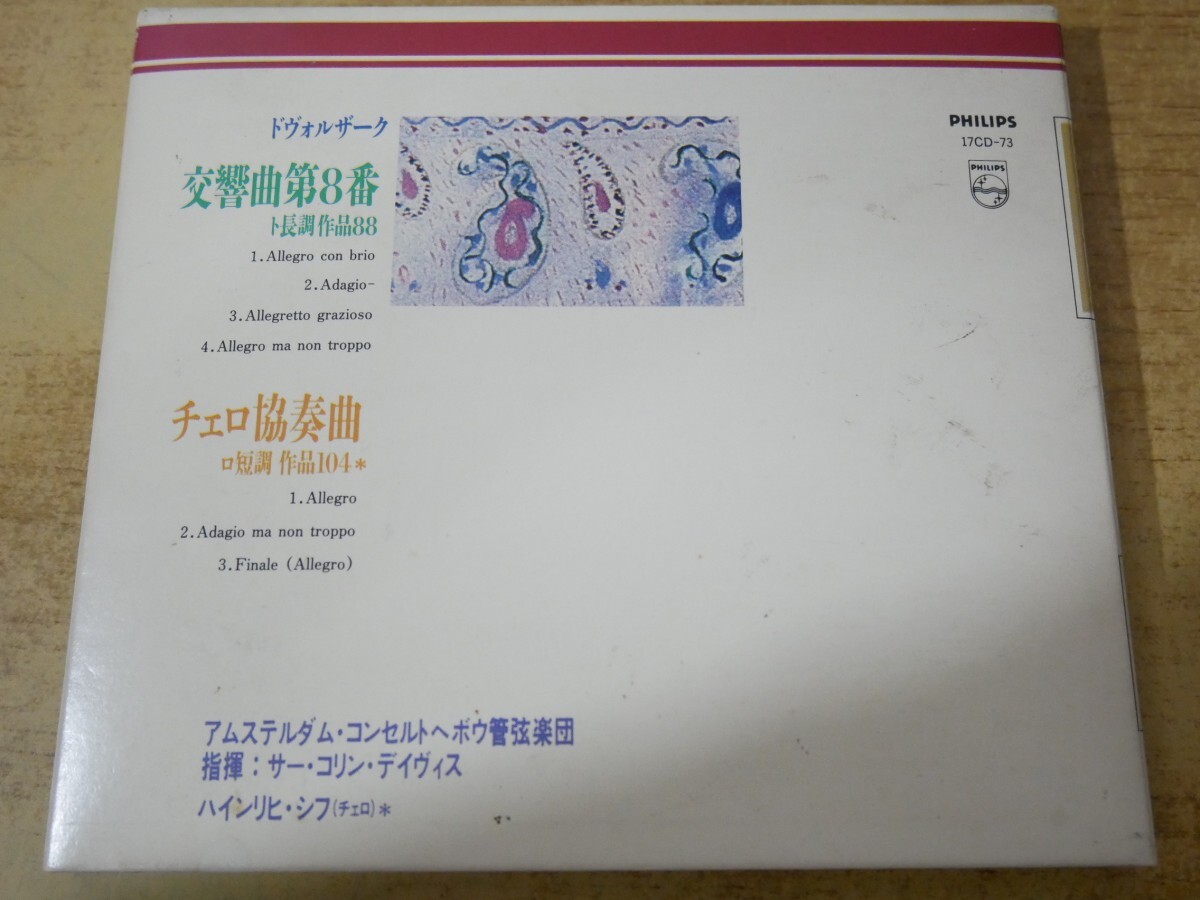 ドヴォルザーク
交響曲第8番
ト長調作品88
1.Allegro con brio
2.Adagio-
3.Allegretto grazioso
4.Allegro ma non troppo
チェロ協奏曲
ロ短調 作品104*
1.Allegro
2.Adagio ma non troppo
3.Finale (Allegro)
アムステルダム・コンセルトヘボウ管弦楽団
指揮：サー・コリン・デイヴィス
ハインリヒ・シフ(チェロ)*
PHILIPS
17CD-73
PHILIPS